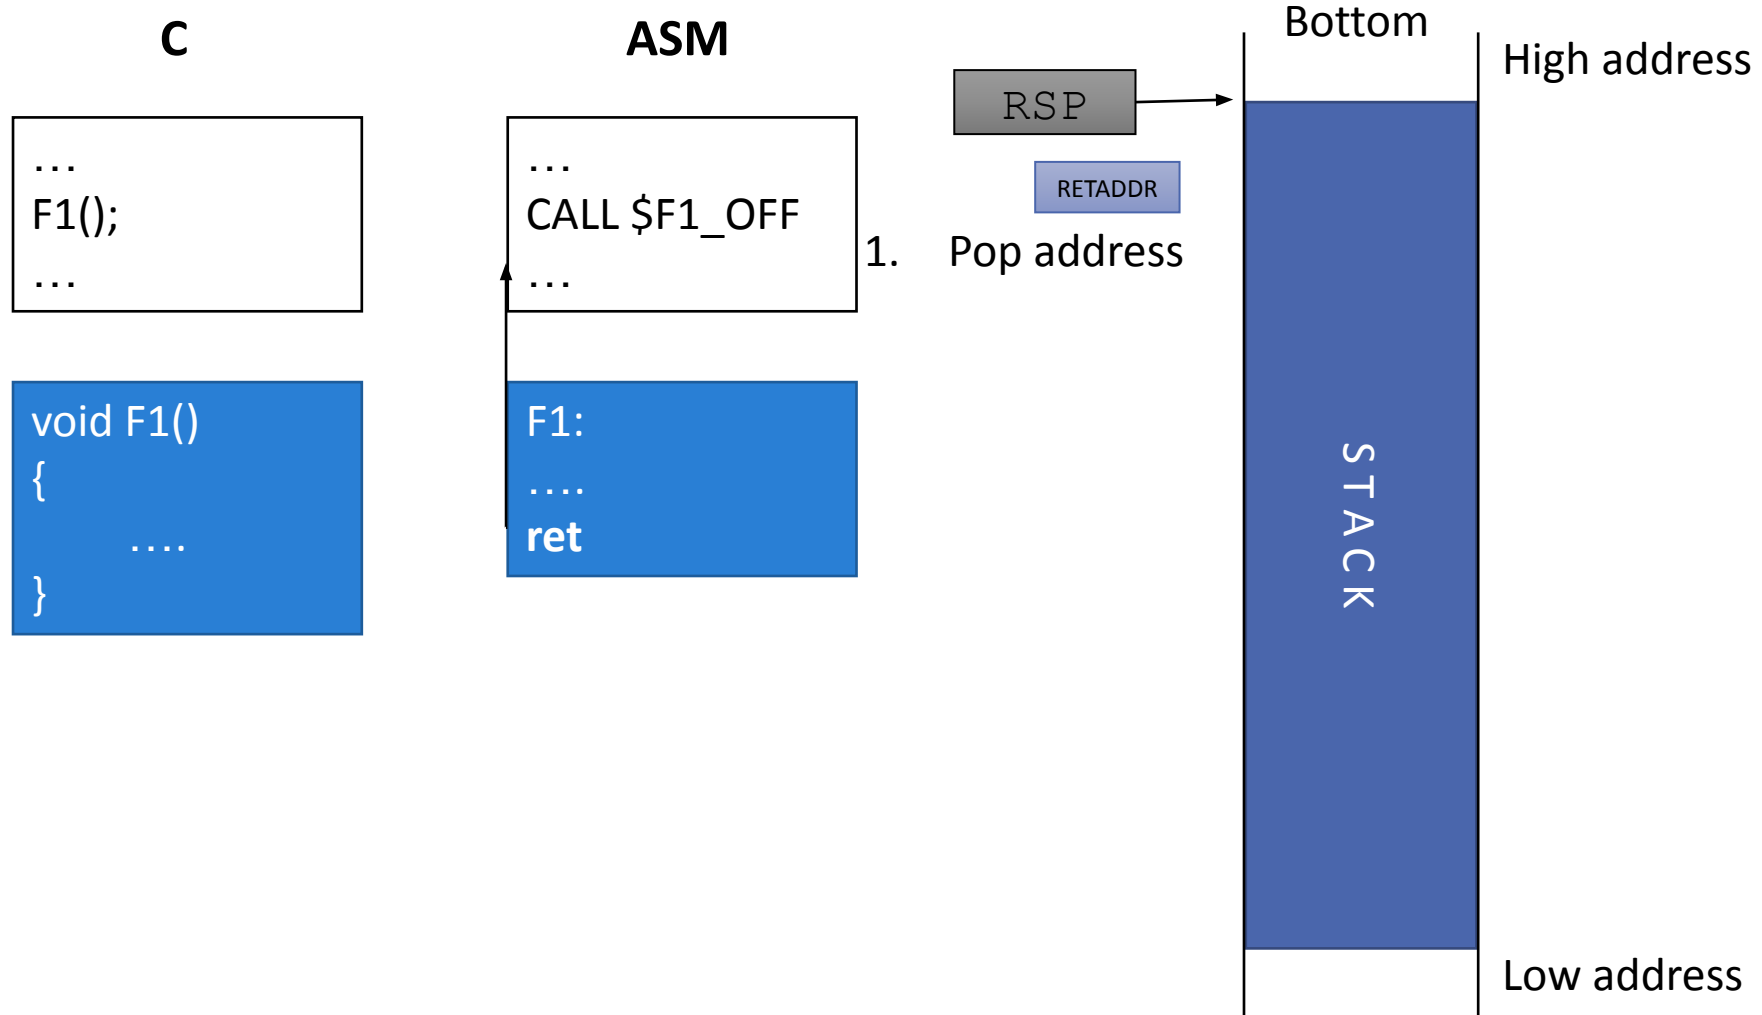 C
…
F1();
…
void F1()
{
….
}
ASM
…
CALL $F1_OFF
…
F1:
….
ret
RSP
RETADDR
1. Pop address
Bottom
High address
STACK
Low address